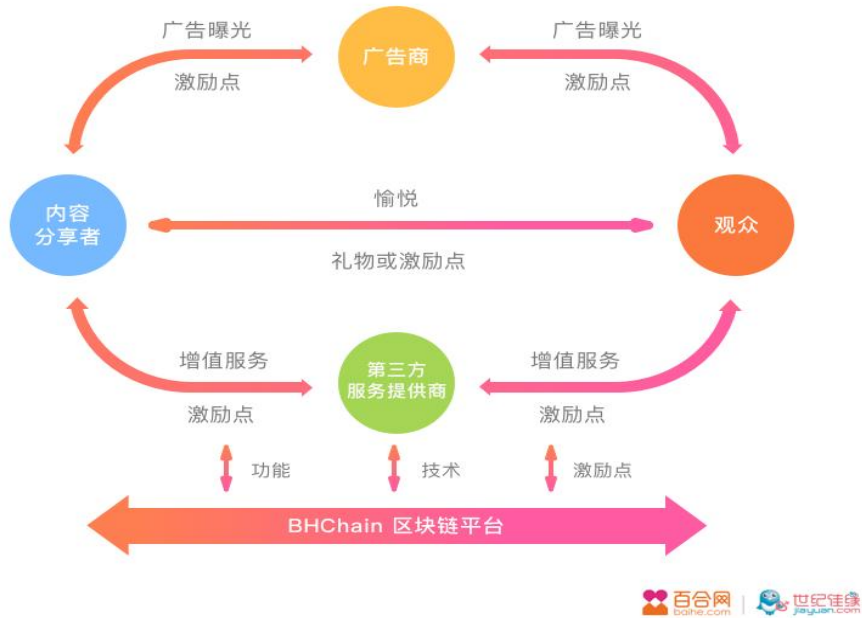 广告曝光
广告商
广告曝光
激励点
激励点
愉悦
内容
分享者
观众
礼物或激励点
增值服务
第三方
服务提供商
增值服务
激励点
激励点
功能
技术
激励点
BHChain 区块链平台
百合网
baihe.com
世纪佳缘
jiayuan.com